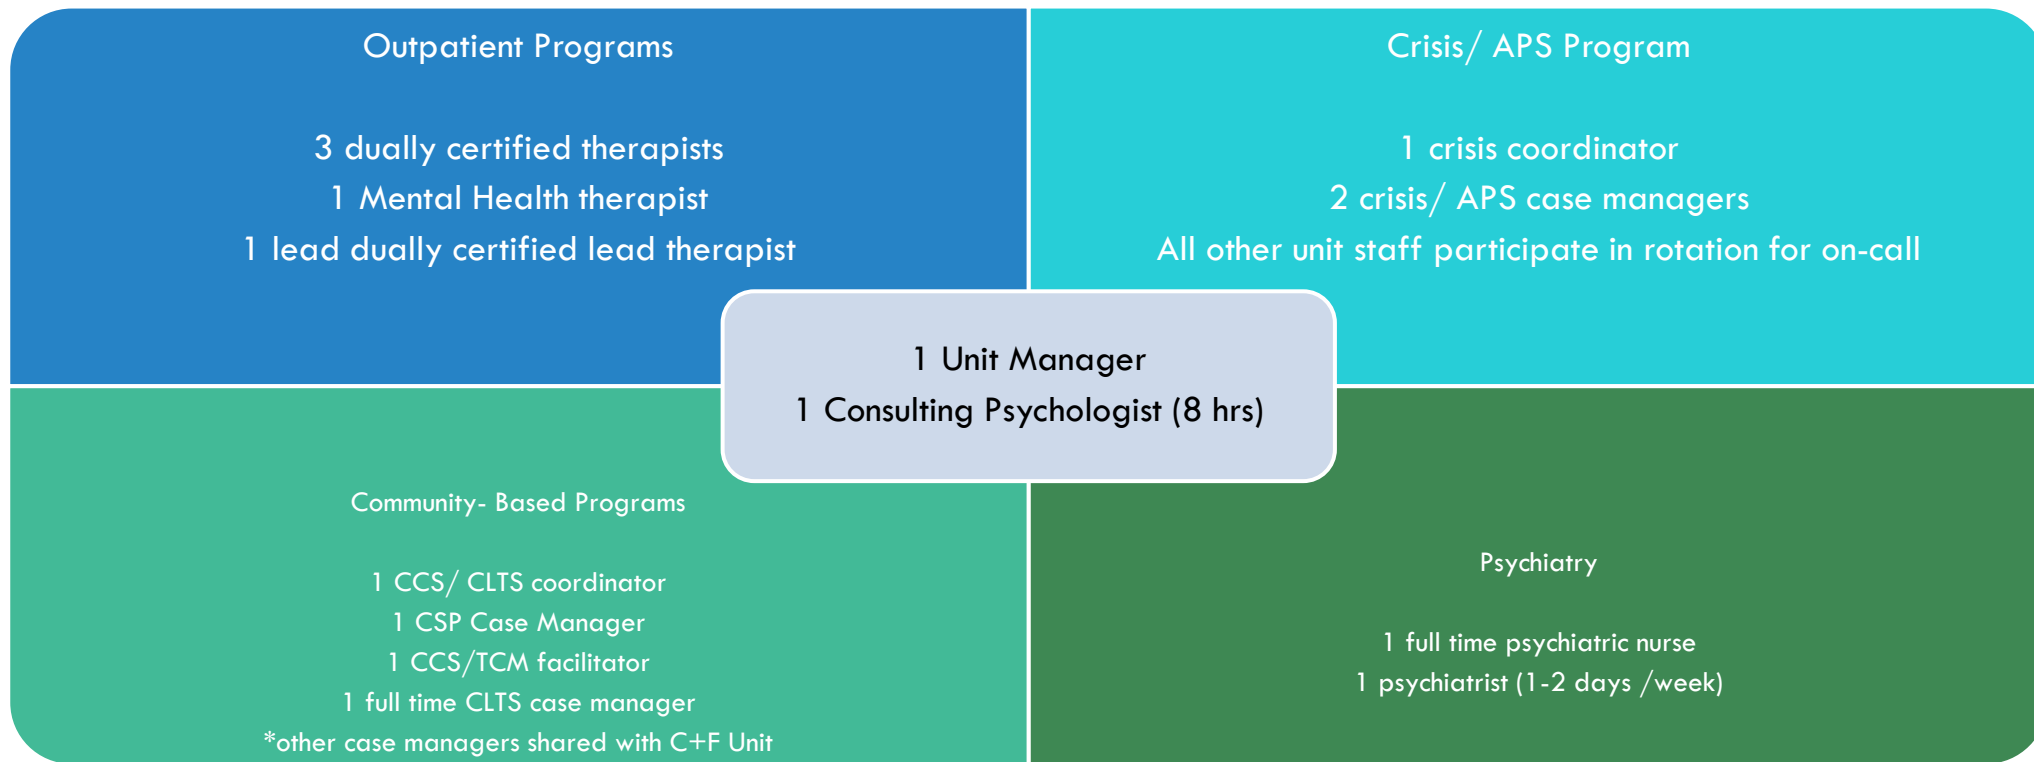 Outpatient Programs
3 dually certified therapists
1 Mental Health therapist
1 lead dually certified lead therapist
Crisis/ APS Program
1 crisis coordinator
2 crisis/ APS case managers
All other unit staff participate in rotation for on-call
1 Unit Manager
1 Consulting Psychologist (8 hrs)
Community- Based Programs
1 CCS/ CLTS coordinator
1 CSP Case Manager
1 CCS/TCM facilitator
1 full time CLTS case manager
*other case managers shared with C+F Unit
Psychiatry
1 full time psychiatric nurse
1 psychiatrist (1-2 days /week)